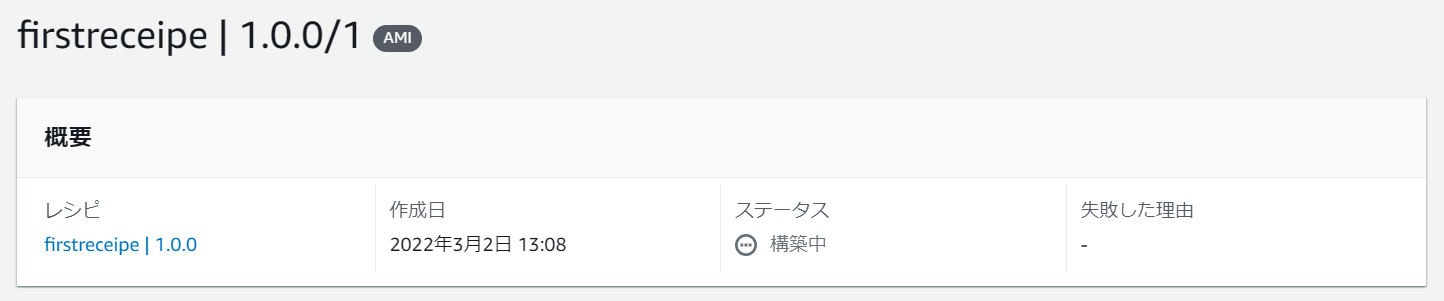 firstreceipe | 1.0.0/1 AMI
概要
レシピ 作成日 ステータス 失敗した理由
firstreceipe | 1.0.0 2022年3月2日 13:08 構築中 -